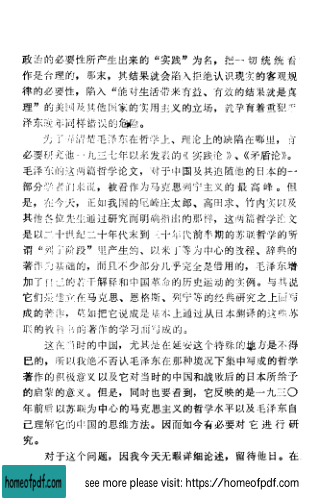 政治的必要性所产生出来的“实践”为名，把一切统统看
作是合理的，那末，其结果就会陷入拒绝认识现实的客观规
律的必要性，陷入“能对生活带来有益、有效的结果就是真
理”的美国及其他国家的实用主义的立场，就孕育着重犯毛
泽东晚年同样错误的危险。
为了弄清楚毛泽东在哲学上、理论上的缺陷在哪里，有
必要研究他一九三七年以来发表的《实践论》、《矛盾论》。
毛泽东的这两篇哲学论文，对于中国及其追随他的日本的一
部分学者们来说，被看作为马克思列宁主义的最高峰。但
是，在今天，正如我国的尼崎庄太郎、高田求、竹内实以及
其他各位先生通过研究而明确指出的那样，这两篇哲学论文
是以二十世纪二十年代末到三十年代前半期的苏联哲学的所
谓“列宁阶段”里产生的、以米丁等为中心的教程、辞典的
著作为基础的，而且不少部分几乎完全是借用的，毛泽东增
加了自己的若干解释和中国革命的历史运动的实例。与其说
它们是建立在马克思、恩格斯、列宁等的经典研究之上而写
成的著作，莫如把它说成是基本上通过从日本翻译的这些苏
联的教科书的著作的学习而写成的。
这在当时的中国，尤其是在延安这个特殊的地方是不得
已的，所以我绝不否认毛泽东在那种境况下集中写成的哲学
著作的积极意义以及它对当时的中国和战败后的日本所给予
的启蒙的意义。但是，同时也要看到，它反映的是一九三〇
年前后以苏联为中心的马克思主义的哲学水平以及毛泽东自
己理解它的中国的思维方法。因而如今有必要对它进行研
究。
对于这个问题，因我今天无暇详细论述，留待他日。在
homeofpdf.com
see more please visit: https://homeofpdf.com